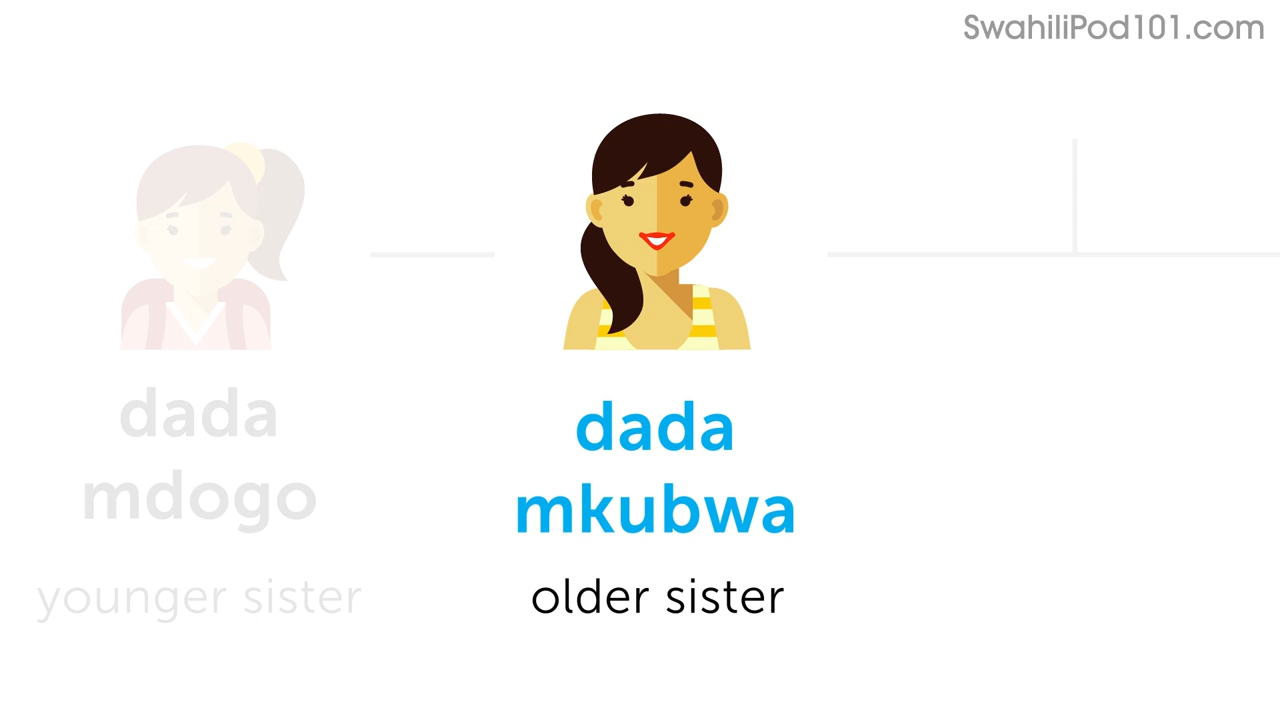 SwahiliPod101.com
dada
mdogo
younger sister
dada
mkubwa
older sister